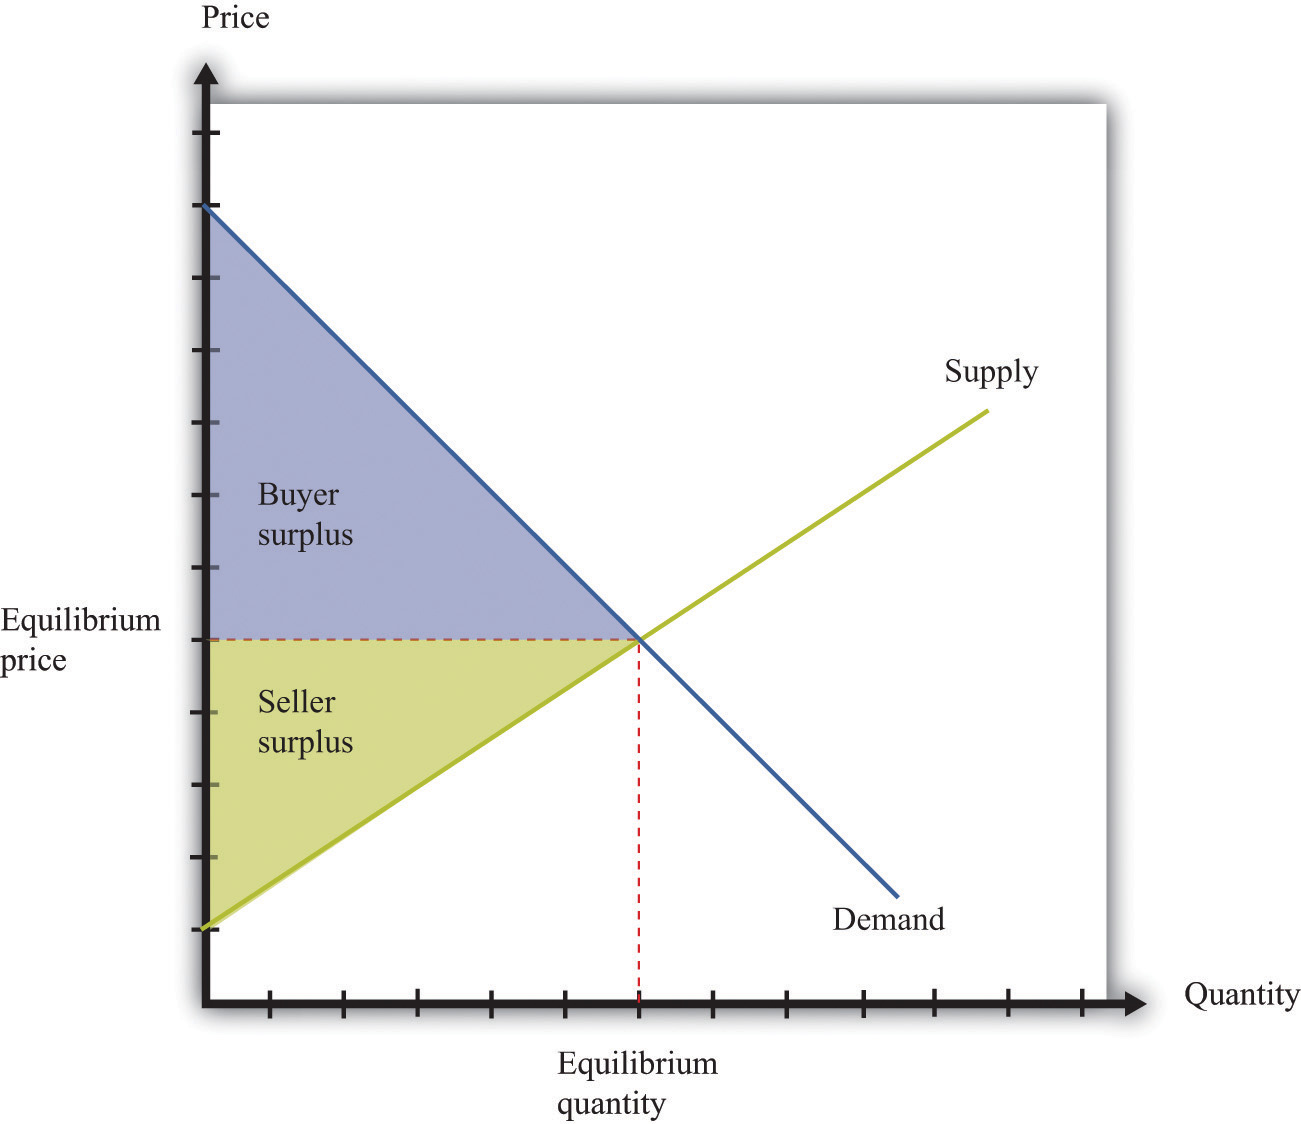 Price
Supply
Buyer
surplus
Equilibrium
price
Seller
surplus
Demand
Quantity
Equilibrium
quantity